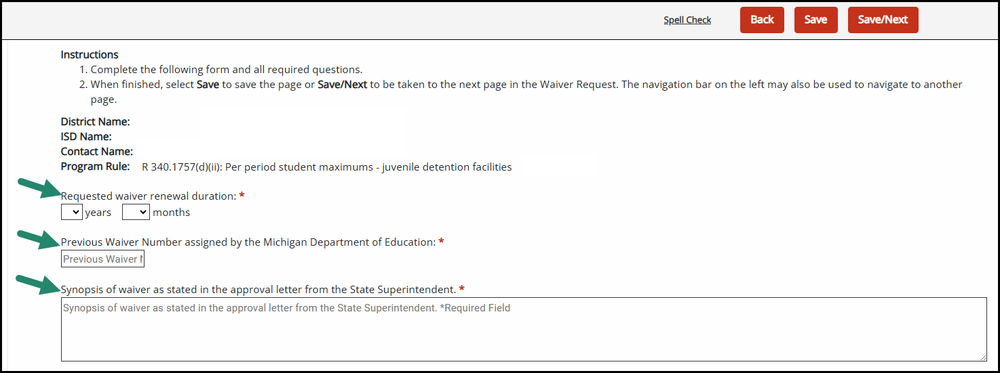 Spell Check Back Save Save/Next
Instructions
1. Complete the following form and all required questions.
2. When finished, select Save to save the page or Save/Next to be taken to the next page in the Waiver Request. The navigation bar on the left may also be used to navigate to another
page.
District Name:
ISD Name:
Contact Name:
Program Rule: R 340.1757(d)(ii): Per period student maximums - juvenile detention facilities
Requested waiver renewal duration: *
years months
Previous Waiver Number assigned by the Michigan Department of Education: *
Previous Waiver
Synopsis of waiver as stated in the approval letter from the State Superintendent. *
Synopsis of waiver as stated in the approval letter from the State Superintendent. *Required Field